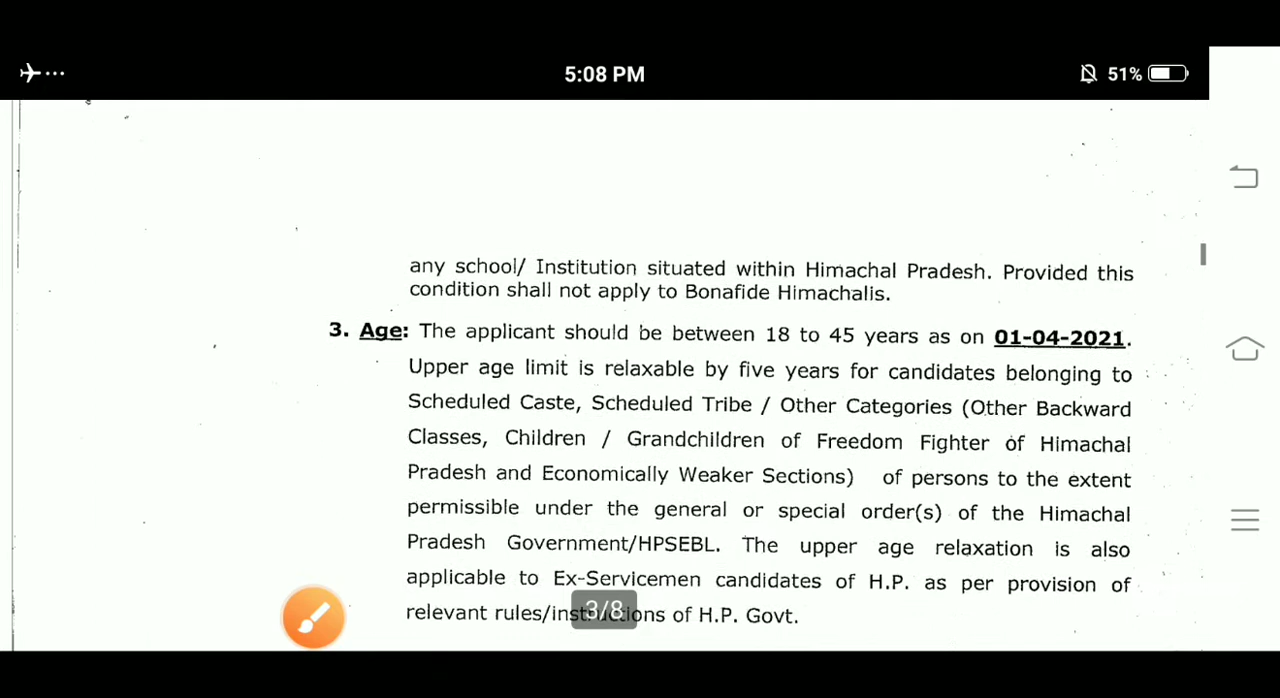 5:08 PM
51%
any school/ Institution situated within Himachal Pradesh. Provided this
condition shall not apply to Bonafide Himachalis.
3. Age: The applicant should be between 18 to 45 years as on 01-04-2021.
Upper age limit is relaxable by five years for candidates belonging to
Scheduled Caste, Scheduled Tribe / Other Categories (Other Backward
Classes, Children / Grandchildren of Freedom Fighter of Himachal
Pradesh and Economically Weaker Sections) of persons to the extent
permissible under the general or special order(s) of the Himachal
Pradesh Government/HPSEBL. The upper age relaxation is also
applicable to Ex-Servicemen candidates of H.P. as per provision of
relevant rules/instructions of H.P. Govt.
3/8